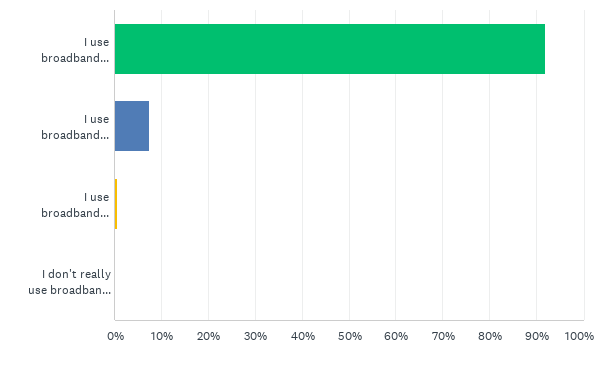 I use
broadband...
I use
broadband...
I use
broadband...
I don't really
use broadban...
0% 10% 20% 30% 40% 50% 60% 70% 80% 90% 100%